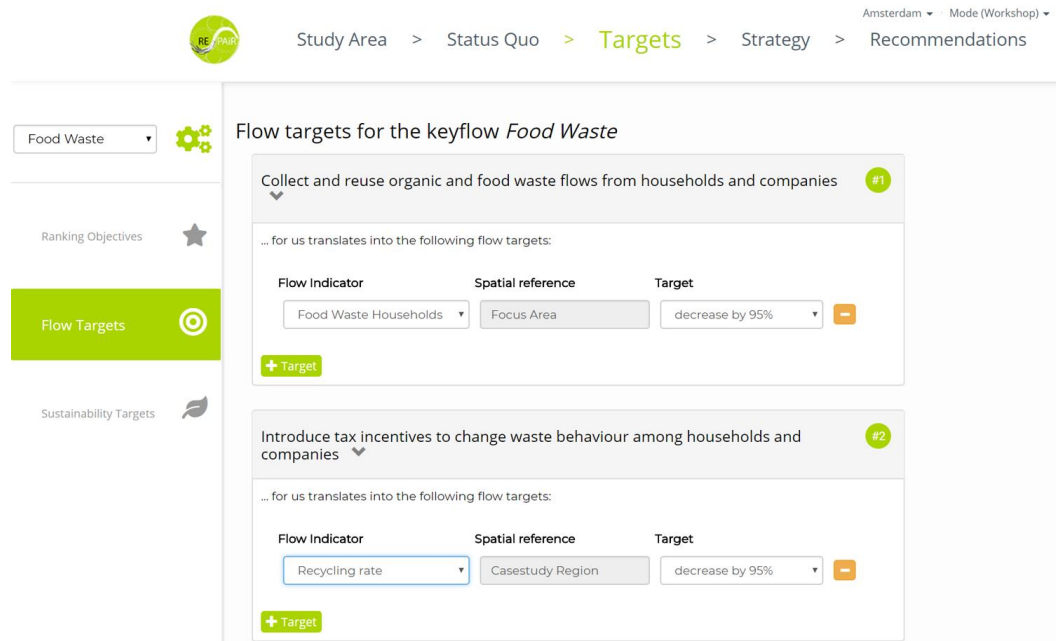 Amsterdam Mode (Workshop)
REPAiR
Study Area > Status Quo > Targets > Strategy > Recommendations
Food Waste
Ranking Objectives
Flow Targets
Sustainability Targets
Flow targets for the keyflow Food Waste
Collect and reuse organic and food waste flows from households and companies #1
... for us translates into the following flow targets:
Flow Indicator Spatial reference Target
Food Waste Households Focus Area decrease by 95% −
+ Target
Introduce tax incentives to change waste behaviour among households and #2
companies
... for us translates into the following flow targets:
Flow Indicator Spatial reference Target
Recycling rate Casestudy Region decrease by 95% −
+ Target